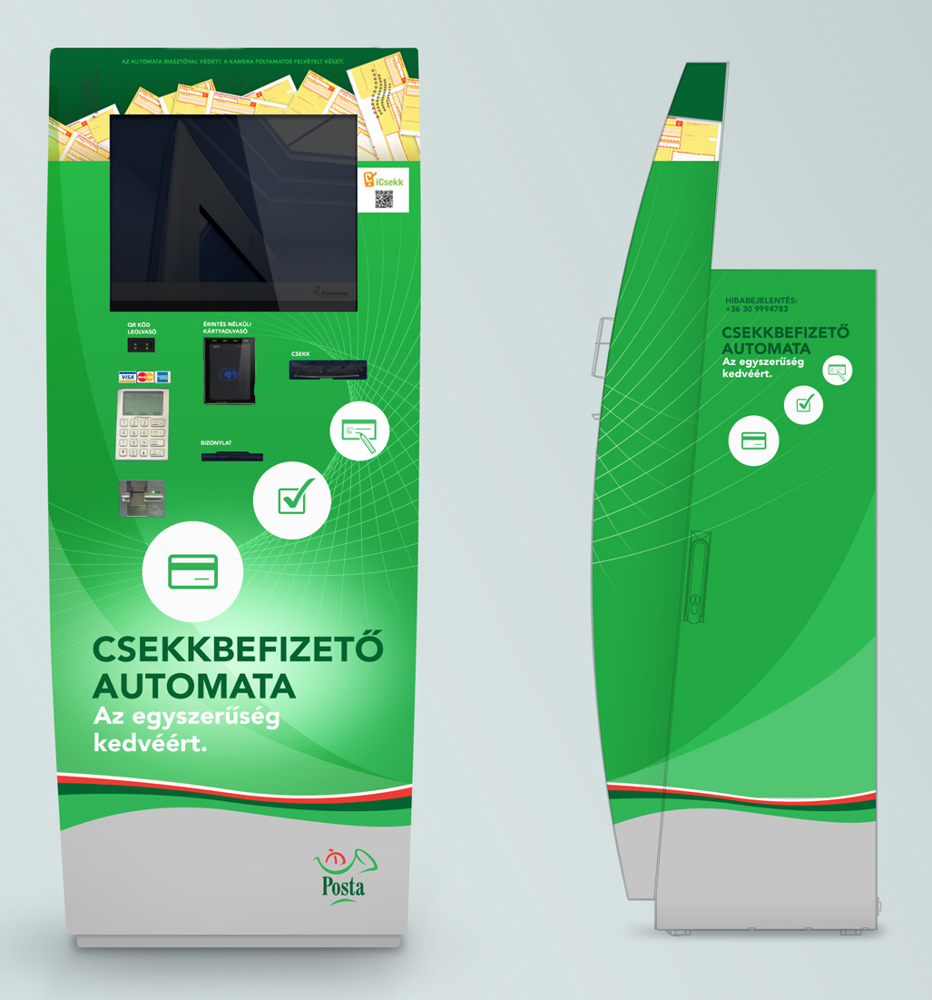 AZ AUTOMATA RIASZTÓVAL VÉDETT. A KAMERA FOLYAMATOS FELVÉTELT KÉSZÍT.
iCsekk
QR KÓD
LEOLVASÓ
ÉRINTÉS NÉLKÜLI
KÁRTYAOLVASÓ
CSEKK
VISA
BIZONYLAT
CSEKKBEFIZETŐ
AUTOMATA
Az egyszerűség
kedvéért.
Posta
HIBABEJELENTÉS:
+36 30 9994783
CSEKKBEFIZETŐ
AUTOMATA
Az egyszerűség
kedvéért.